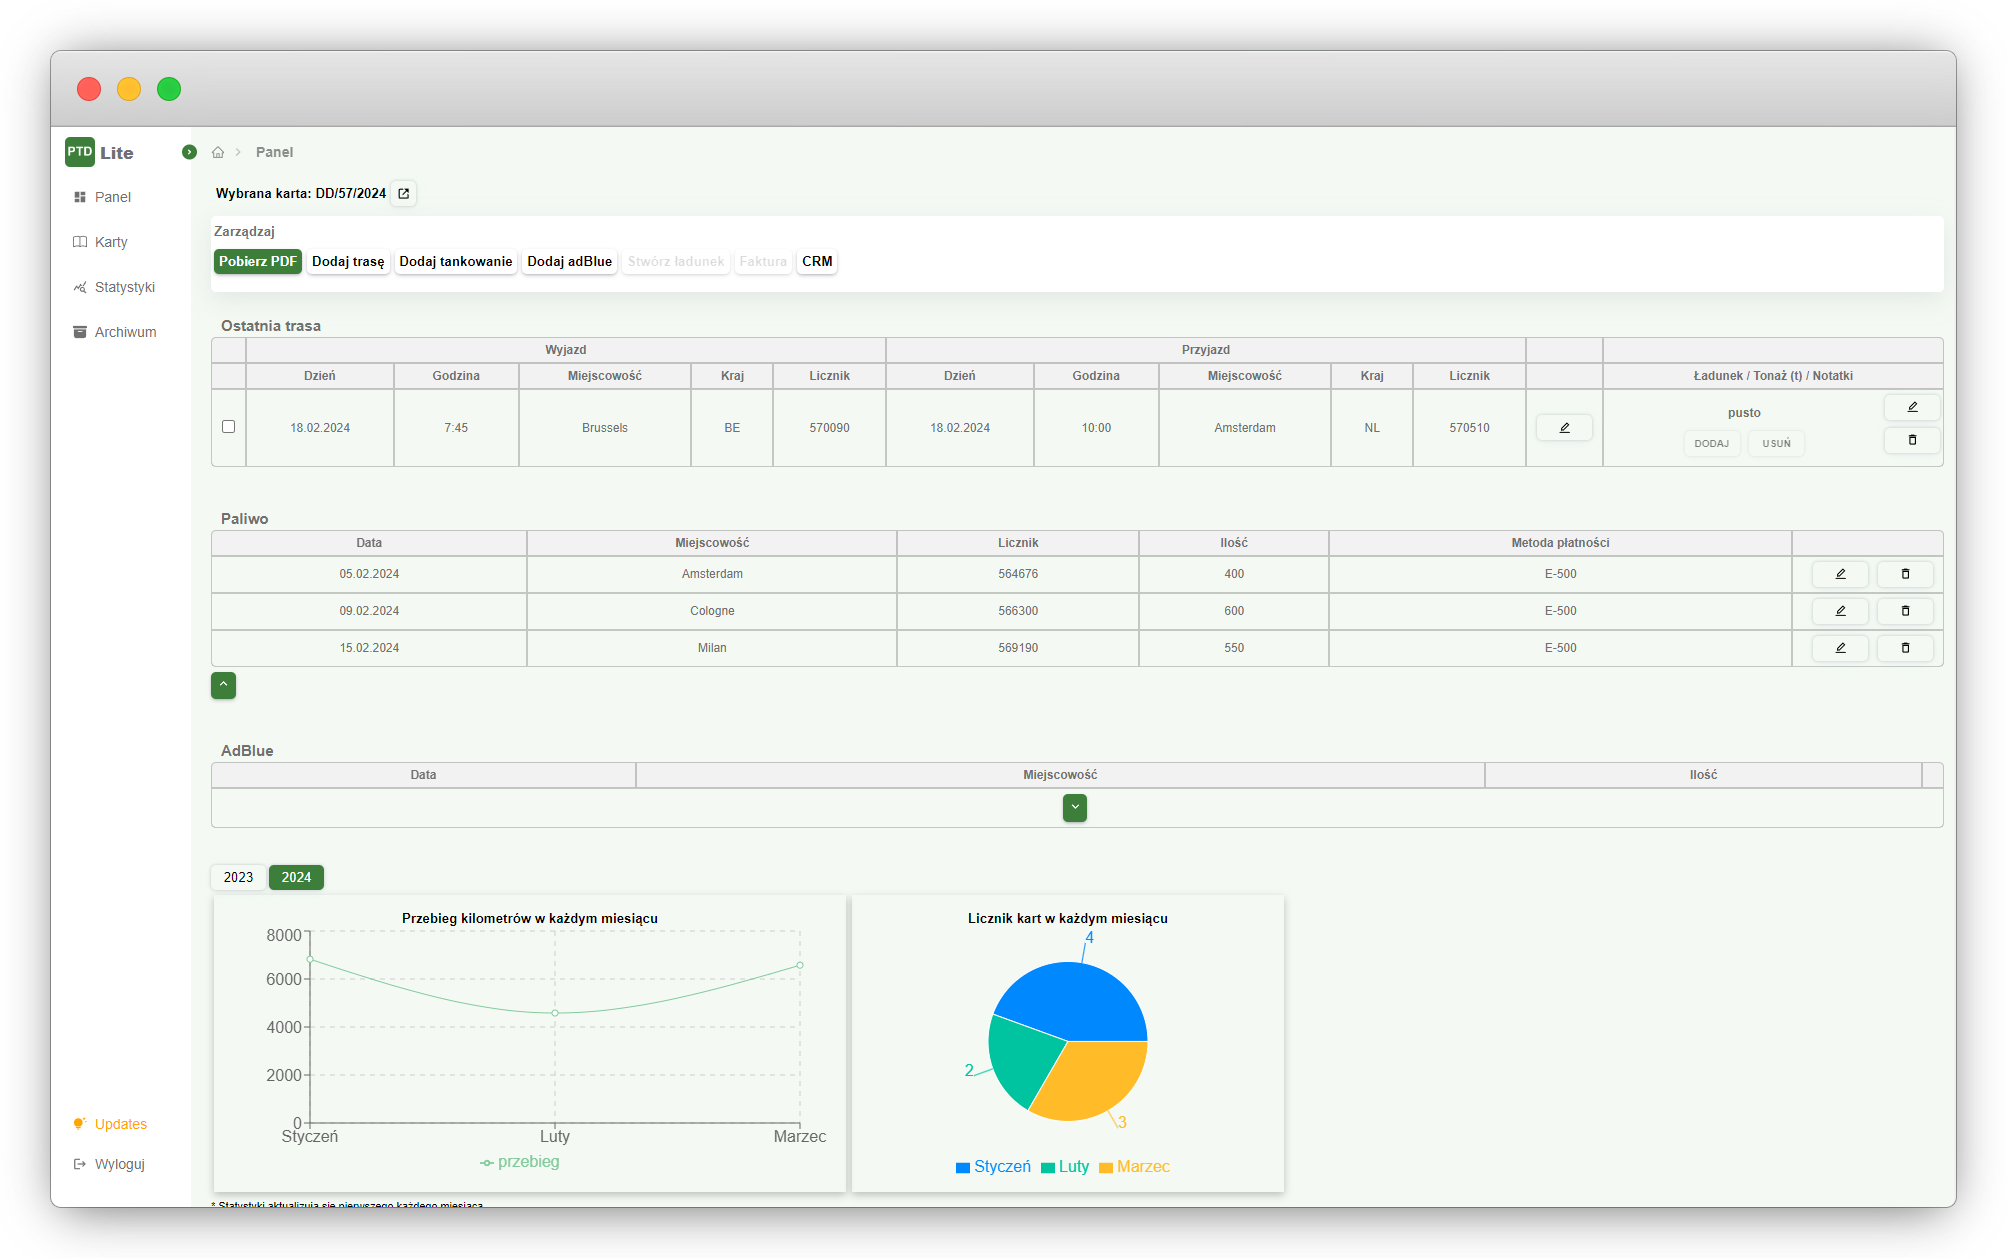 PTD Lite
Panel
Karty
Statystyki
Archiwum
Updates
Wyloguj
Panel
Wybrana karta: DD/57/2024
Zarządzaj
Pobierz PDF Dodaj trasę Dodaj tankowanie Dodaj adBlue Stwórz ładunek Faktura CRM
Ostatnia trasa
Wyjazd Przyjazd
Dzień Godzina Miejscowość Kraj Licznik Dzień Godzina Miejscowość Kraj Licznik Ładunek / Tonaż (t) / Notatki
18.02.2024 7:45 Brussels BE 570090 18.02.2024 10:00 Amsterdam NL 570510 pusto
DODAJ USUŃ
Paliwo
Data Miejscowość Licznik Ilość Metoda płatności
05.02.2024 Amsterdam 564676 400 E-500
09.02.2024 Cologne 566300 600 E-500
15.02.2024 Milan 569190 550 E-500
AdBlue
Data Miejscowość Ilość
2023 2024
Przebieg kilometrów w każdym miesiącu
8000
6000
4000
2000
0
Styczeń Luty Marzec
przebieg
Licznik kart w każdym miesiącu
4
2
3
Styczeń Luty Marzec
* Statystyki aktualizują się pierwszego każdego miesiąca